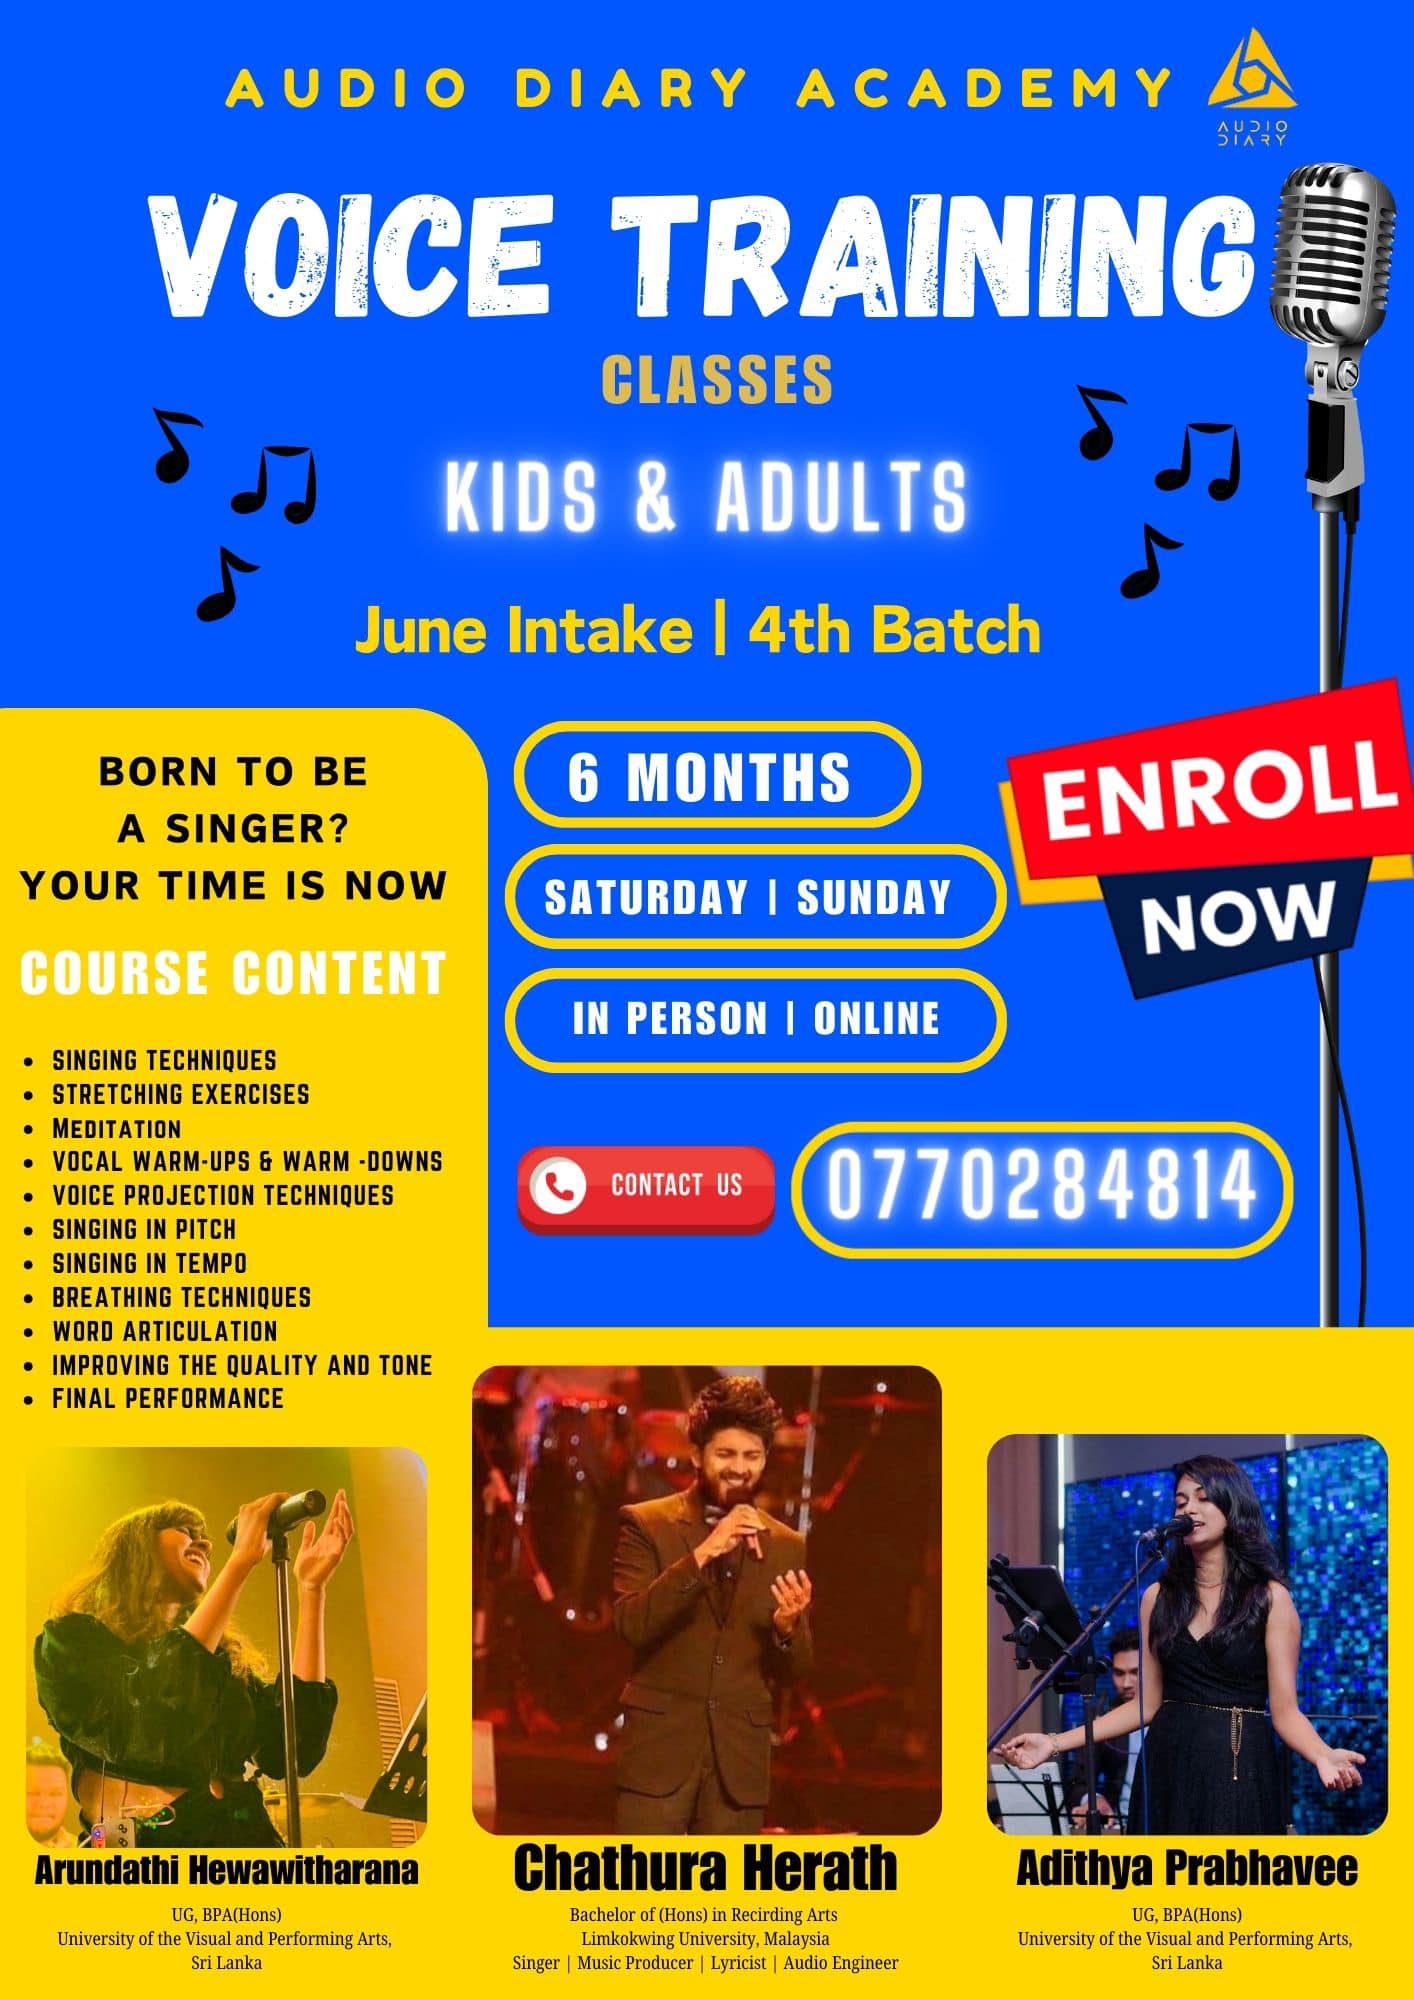 AUDIO DIARY ACADEMY
AUDIO
DIARY
VOICE TRAINING
CLASSES
KIDS & ADULTS
June Intake | 4th Batch
BORN TO BE
A SINGER?
YOUR TIME IS NOW
COURSE CONTENT
• SINGING TECHNIQUES
• STRETCHING EXERCISES
• MEDITATION
• VOCAL WARM-UPS & WARM -DOWNS
• VOICE PROJECTION TECHNIQUES
• SINGING IN PITCH
• SINGING IN TEMPO
• BREATHING TECHNIQUES
• WORD ARTICULATION
• IMPROVING THE QUALITY AND TONE
• FINAL PERFORMANCE
6 MONTHS
SATURDAY | SUNDAY
IN PERSON | ONLINE
ENROLL
NOW
CONTACT US
0770284814
Arundathi Hewawitharana
UG, BPA(Hons)
University of the Visual and Performing Arts,
Sri Lanka
Chathura Herath
Bachelor of (Hons) in Recirding Arts
Limkokwing University, Malaysia
Singer | Music Producer | Lyricist | Audio Engineer
Adithya Prabhavee
UG, BPA(Hons)
University of the Visual and Performing Arts,
Sri Lanka